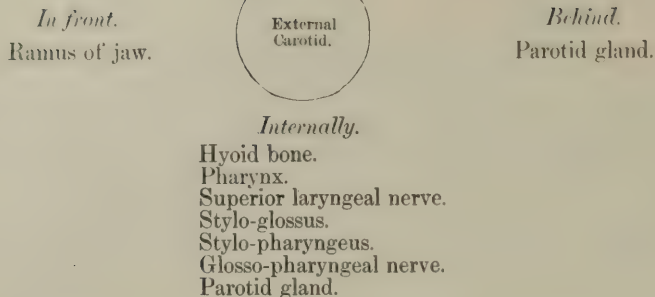 In front.
Ramus of jaw.
External
Carotid.
Behind.
Parotid gland.
Internally.
Hyoid bone.
Pharynx.
Superior laryngeal nerve.
Stylo-glossus.
Stylo-pharyngeus.
Glosso-pharyngeal nerve.
Parotid gland.